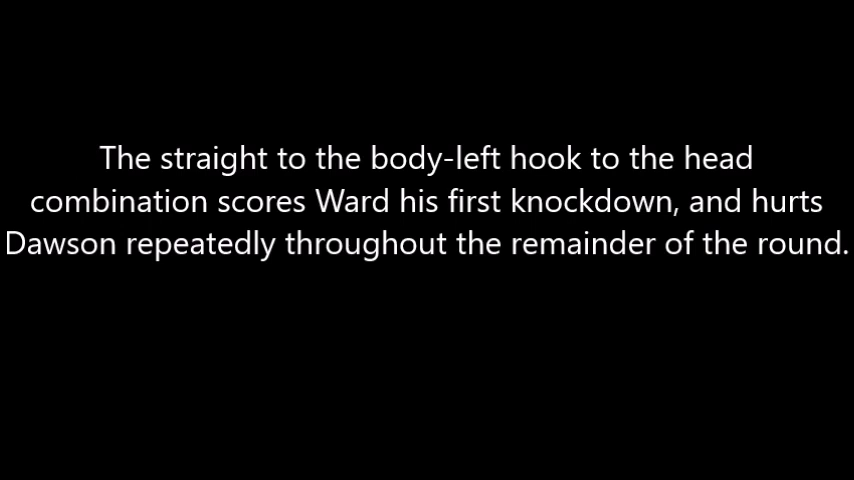 The straight to the body-left hook to the head
combination scores Ward his first knockdown, and hurts
Dawson repeatedly throughout the remainder of the round.